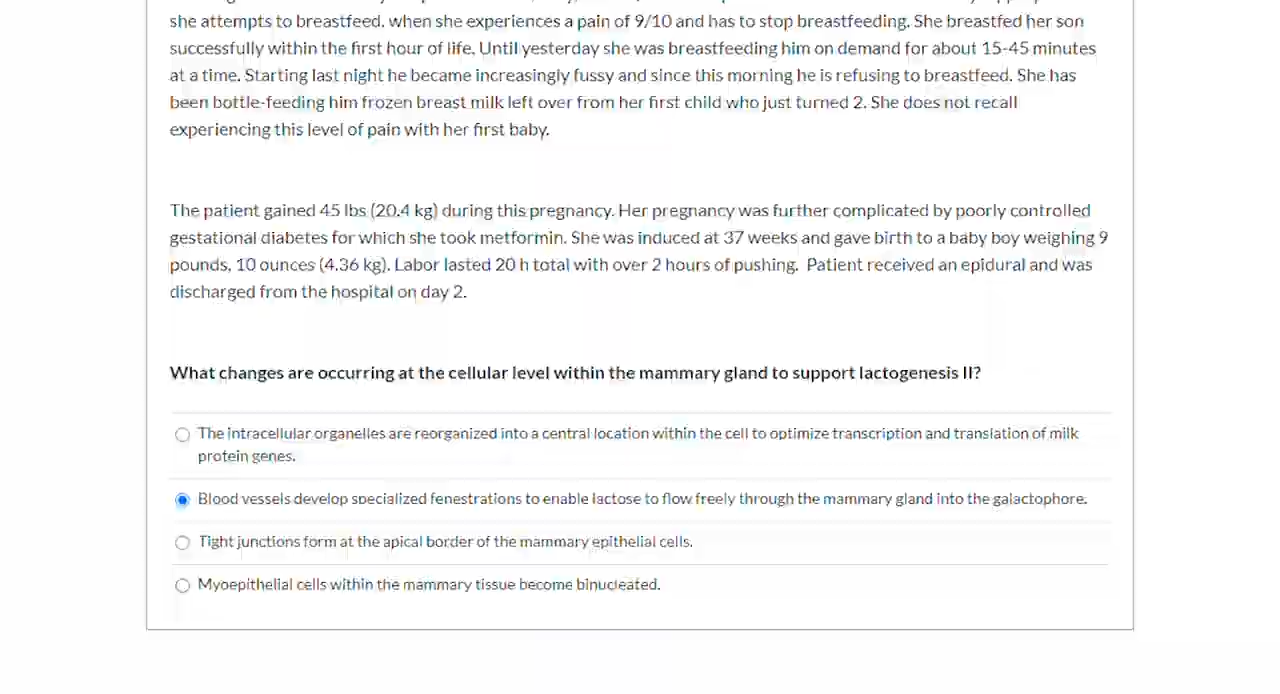 she attempts to breastfeed, when she experiences a pain of 9/10 and has to stop breastfeeding. She breastfed her son
successfully within the first hour of life. Until yesterday she was breastfeeding him on demand for about 15-45 minutes
at a time. Starting last night he became increasingly fussy and since this morning he is refusing to breastfeed. She has
been bottle-feeding him frozen breast milk left over from her first child who just turned 2. She does not recall
experiencing this level of pain with her first baby.
The patient gained 45 lbs (20.4 kg) during this pregnancy. Her pregnancy was further complicated by poorly controlled
gestational diabetes for which she took metformin. She was induced at 37 weeks and gave birth to a baby boy weighing 9
pounds, 10 ounces (4.36 kg). Labor lasted 20 h total with over 2 hours of pushing. Patient received an epidural and was
discharged from the hospital on day 2.
What changes are occurring at the cellular level within the mammary gland to support lactogenesis II?
The intracellular organelles are reorganized into a central location within the cell to optimize transcription and translation of milk
protein genes.
Blood vessels develop specialized fenestrations to enable lactose to flow freely through the mammary gland into the galactophore.
Tight junctions form at the apical border of the mammary epithelial cells.
Myoepithelial cells within the mammary tissue become binucleated.